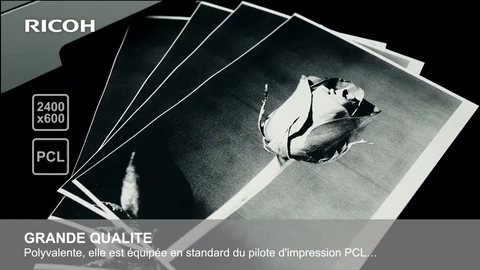 RICOH
2400
x600
PCL
GRANDE QUALITE
Polyvalente, elle est équipée en standard du pilote d'impression PCL…